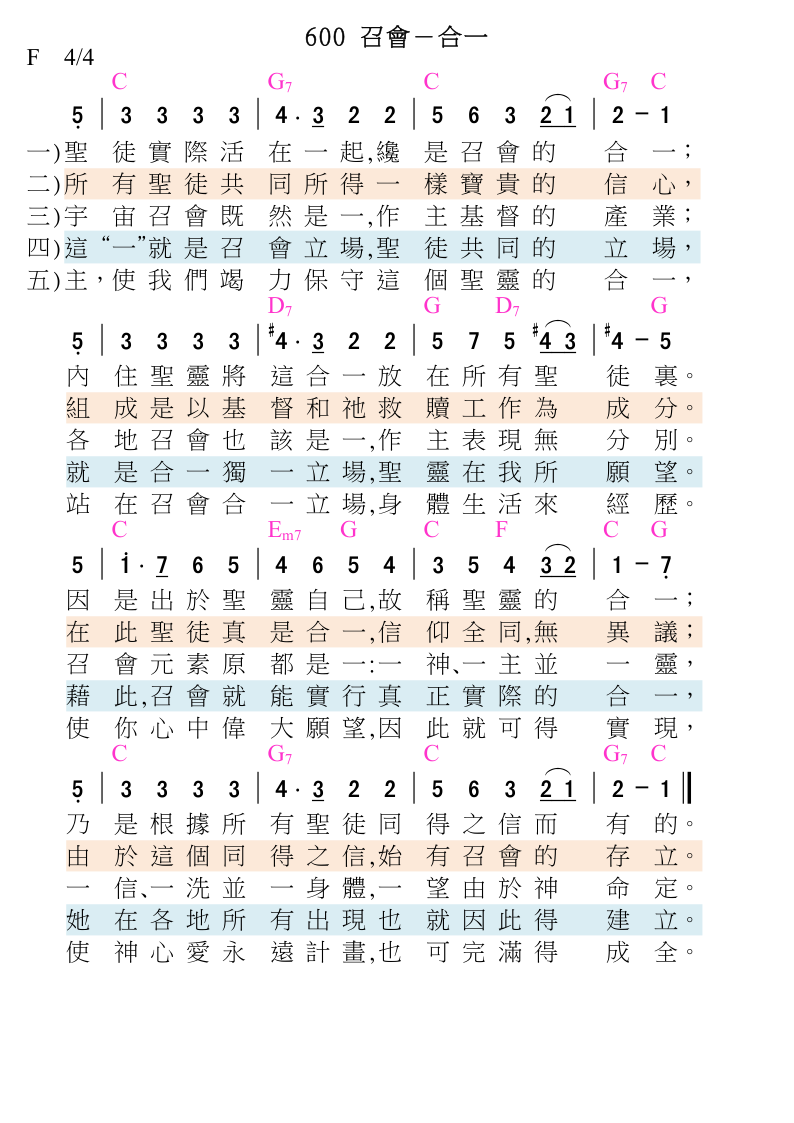 600 召會－合一
F 4/4
C G7 C G7 C
5 | 3 3 3 3 | 4 · 3 2 2 | 5 6 3 2 1 | 2 － 1
一)聖 徒實際活 在一起,纔 是召會的 合 一；
二)所 有聖徒共 同所得一 樣寶貴的 信 心，
三)宇 宙召會既 然是一,作 主基督的 產 業；
四)這“一”就是召 會立場,聖 徒共同的 立 場，
五)主，使我們竭 力保守這 個聖靈的 合 一，
D7 G D7 G
5 | 3 3 3 3 | #4 · 3 2 2 | 5 7 5 #4 3 | #4 － 5
內 住聖靈將 這合一放 在所有聖 徒 裏。
組 成是以基 督和祂救 贖工作為 成 分。
各 地召會也 該是一,作 主表現無 分 別。
就 是合一獨 一立場,聖 靈在我所 願 望。
站 在召會合 一立場,身 體生活來 經 歷。
C Em7 G C F C G
5 | 1 · 7 6 5 | 4 6 5 4 | 3 5 4 3 2 | 1 － 7
因 是出於聖 靈自己,故 稱聖靈的 合 一；
在 此聖徒真 是合一,信 仰全同,無 異 議；
召 會元素原 都是一:一 神、一主並 一 靈，
藉 此,召會就 能實行真 正實際的 合 一，
使 你心中偉 大願望,因 此就可得 實 現，
C G7 C G7 C
5 | 3 3 3 3 | 4 · 3 2 2 | 5 6 3 2 1 | 2 － 1
乃 是根據所 有聖徒同 得之信而 有 的。
由 於這個同 得之信,始 有召會的 存 立。
一 信、一洗並 一身體,一 望由於神 命 定。
她 在各地所 有出現也 就因此得 建 立。
使 神心愛永 遠計畫,也 可完滿得 成 全。